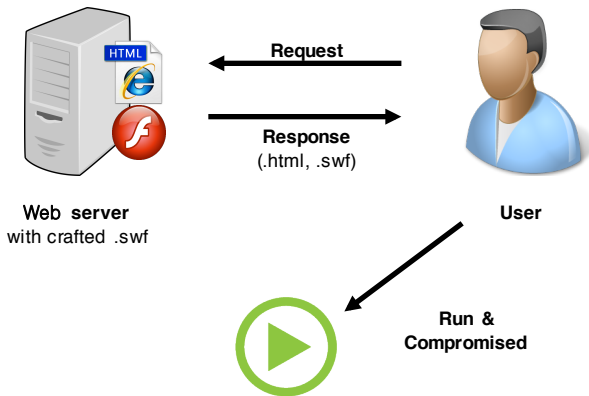 HTML
Request
Response
(.html, .swf)
Web server
with crafted .swf
User
Run &
Compromised